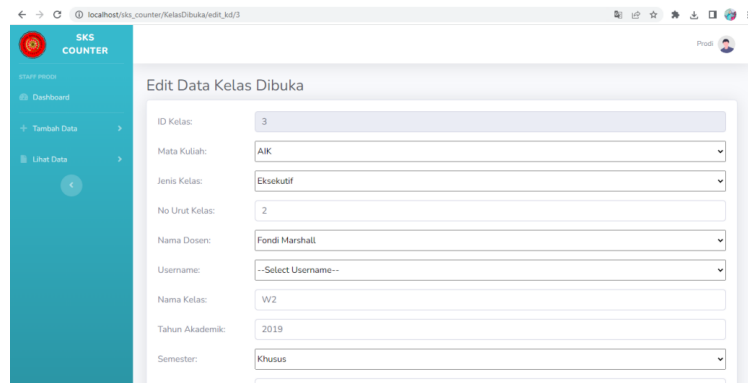 localhost/sks_counter/KelasDibuka/edit_kd/3
SKS
COUNTER
Prodi
STAFF PRODI
Dashboard
Tambah Data
Lihat Data
Edit Data Kelas Dibuka
ID Kelas: 3
Mata Kuliah: AIK
Jenis Kelas: Eksekutif
No Urut Kelas: 2
Nama Dosen: Fondi Marshall
Username: --Select Username--
Nama Kelas: W2
Tahun Akademik: 2019
Semester: Khusus